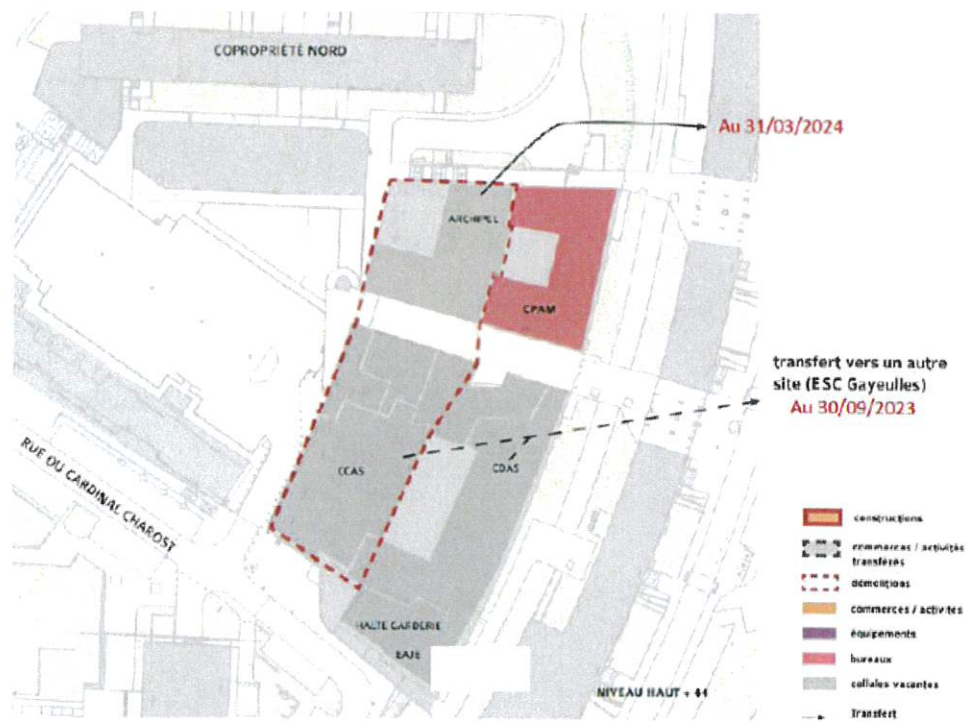 COPROPRIÉTÉ NORD
Au 31/03/2024
ARCHIPEL
CPAM
transfert vers un autre
site (ESC Gayeulles)
Au 30/09/2023
CCAS
CDAS
RUE DU CARDINAL CHAROST
HALTE GARDERIE
EAJE
NIVEAU HAUT + 44
constructions
commerces / activités
transférés
démolitions
commerces / activités
équipements
bureaux
cellules vacantes
Transfert